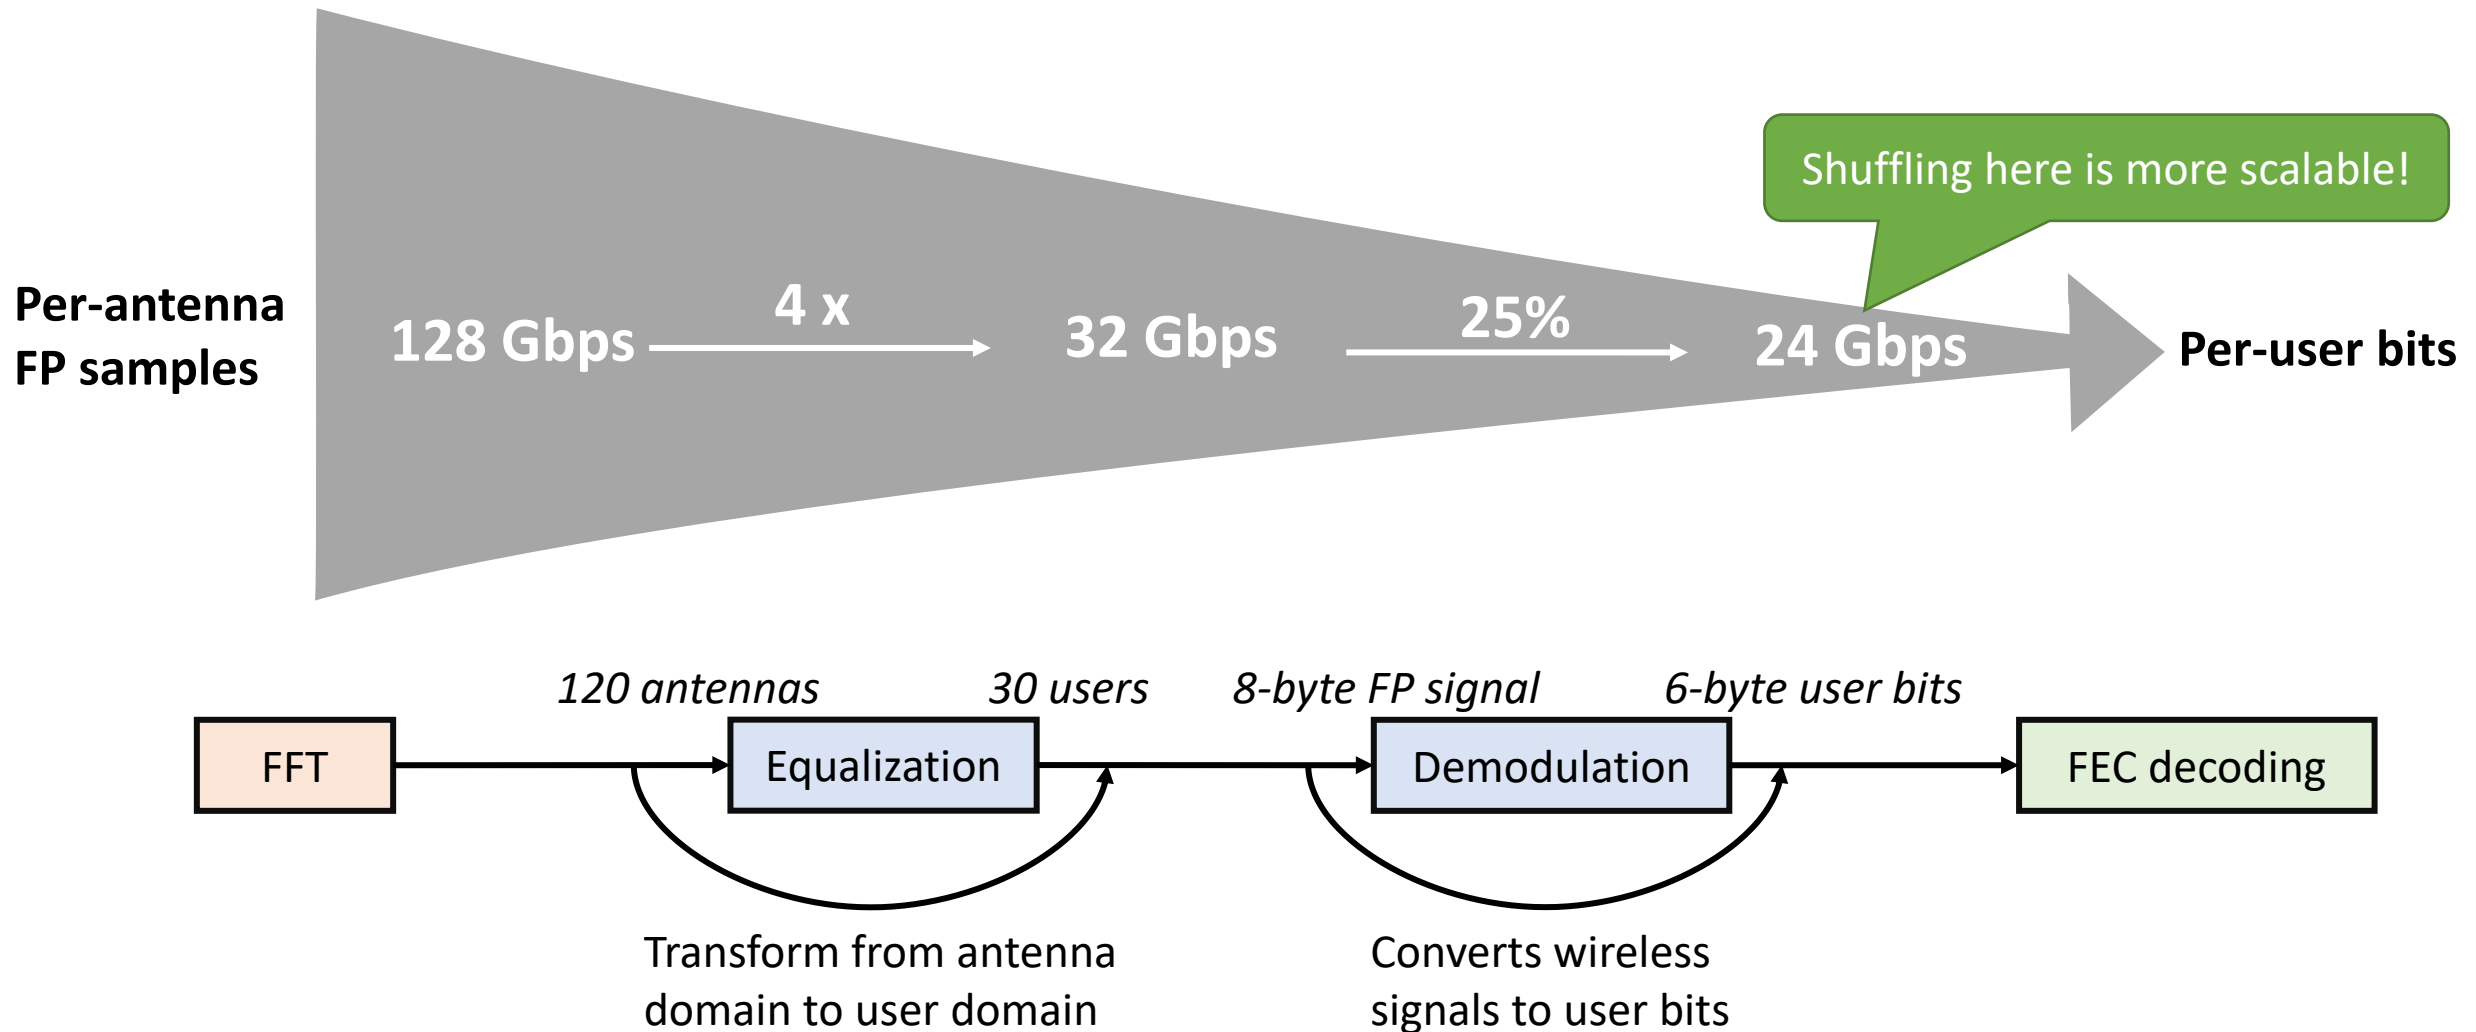 Shuffling here is more scalable!
Per-antenna
FP samples
128 Gbps
4 x
32 Gbps
25%
24 Gbps
Per-user bits
120 antennas
30 users
8-byte FP signal
6-byte user bits
FFT
Equalization
Demodulation
FEC decoding
Transform from antenna
domain to user domain
Converts wireless
signals to user bits